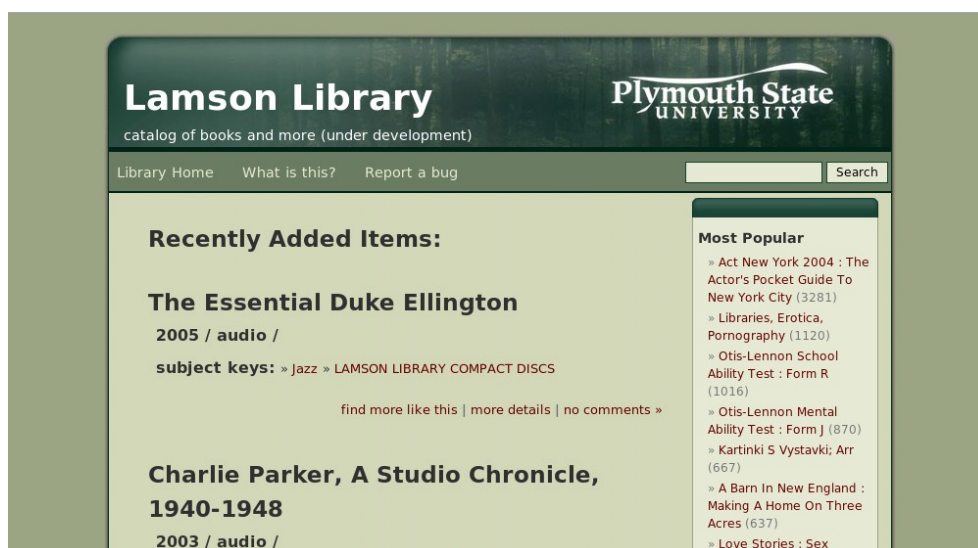 Lamson Library
Plymouth State
UNIVERSITY
catalog of books and more (under development)
Library Home What is this? Report a bug Search
Recently Added Items:
The Essential Duke Ellington
2005 / audio /
subject keys: » Jazz » LAMSON LIBRARY COMPACT DISCS
find more like this | more details | no comments »
Charlie Parker, A Studio Chronicle,
1940-1948
2003 / audio /
Most Popular
» Act New York 2004 : The
Actor's Pocket Guide To
New York City (3281)
» Libraries, Erotica,
Pornography (1120)
» Otis-Lennon School
Ability Test : Form R
(1016)
» Otis-Lennon Mental
Ability Test : Form J (870)
» Kartinki S Vystavki; Arr
(667)
» A Barn In New England :
Making A Home On Three
Acres (637)
» Love Stories : Sex